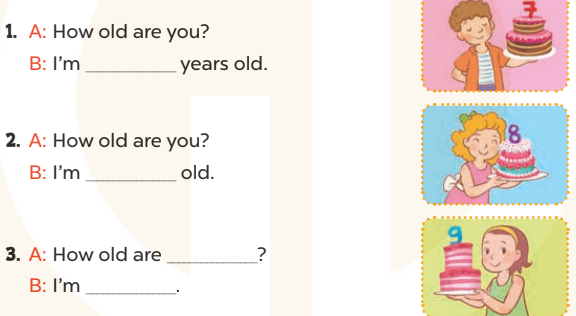 1. A: How old are you?
B: I'm __________ years old.
7
2. A: How old are you?
B: I'm __________ old.
8
3. A: How old are __________?
B: I'm __________.
9